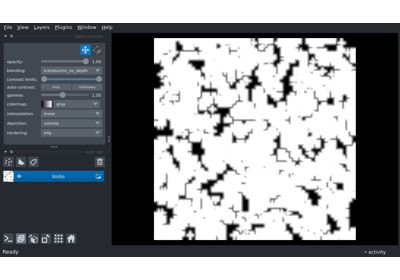 File View Layers Plugins Window Help
opacity: 1.00
blending: translucent_no_depth
contrast limits:
auto-contrast: once continuous
gamma: 1.00
colormap: gray
interpolation: linear
depiction: volume
rendering: mip
blobs
Ready
activity